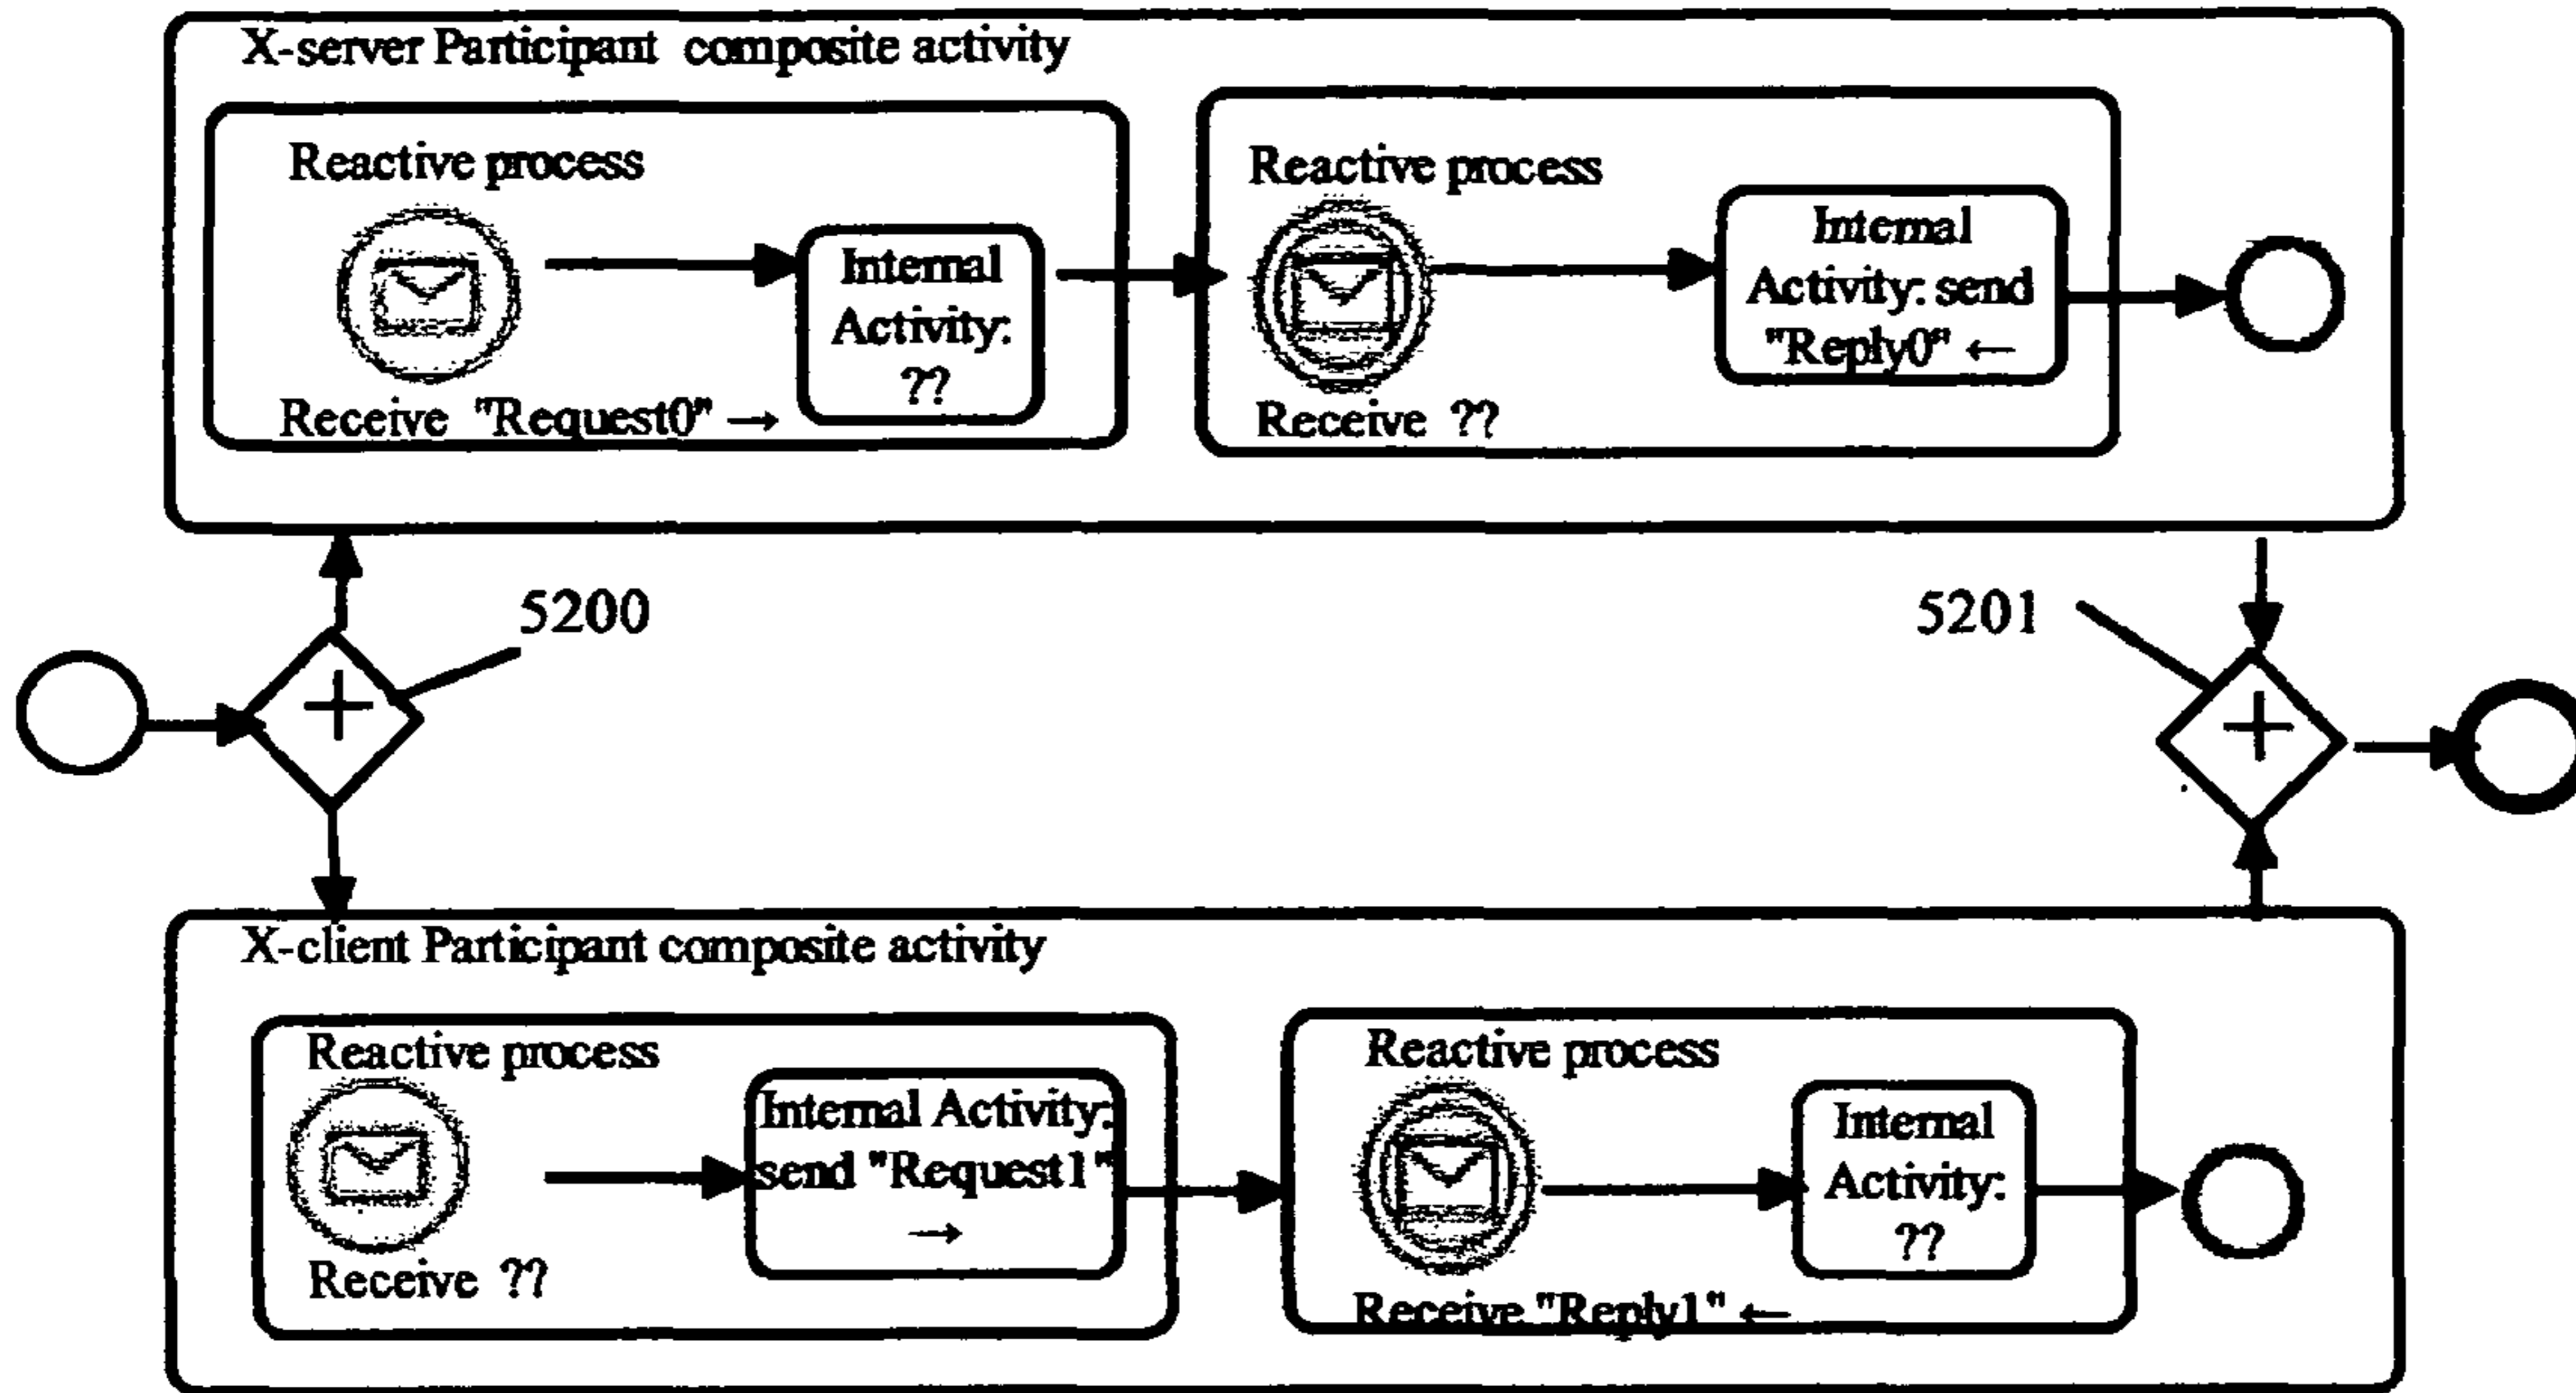 X-server Participant composite activity
Reactive process
Receive "Request0" →
Internal
Activity:
??
Reactive process
Receive ??
Internal
Activity: send
"Reply0" ←
5200
5201
X-client Participant composite activity
Reactive process
Receive ??
Internal Activity:
send "Request1"
→
Reactive process
Receive "Reply1" ←
Internal
Activity:
??